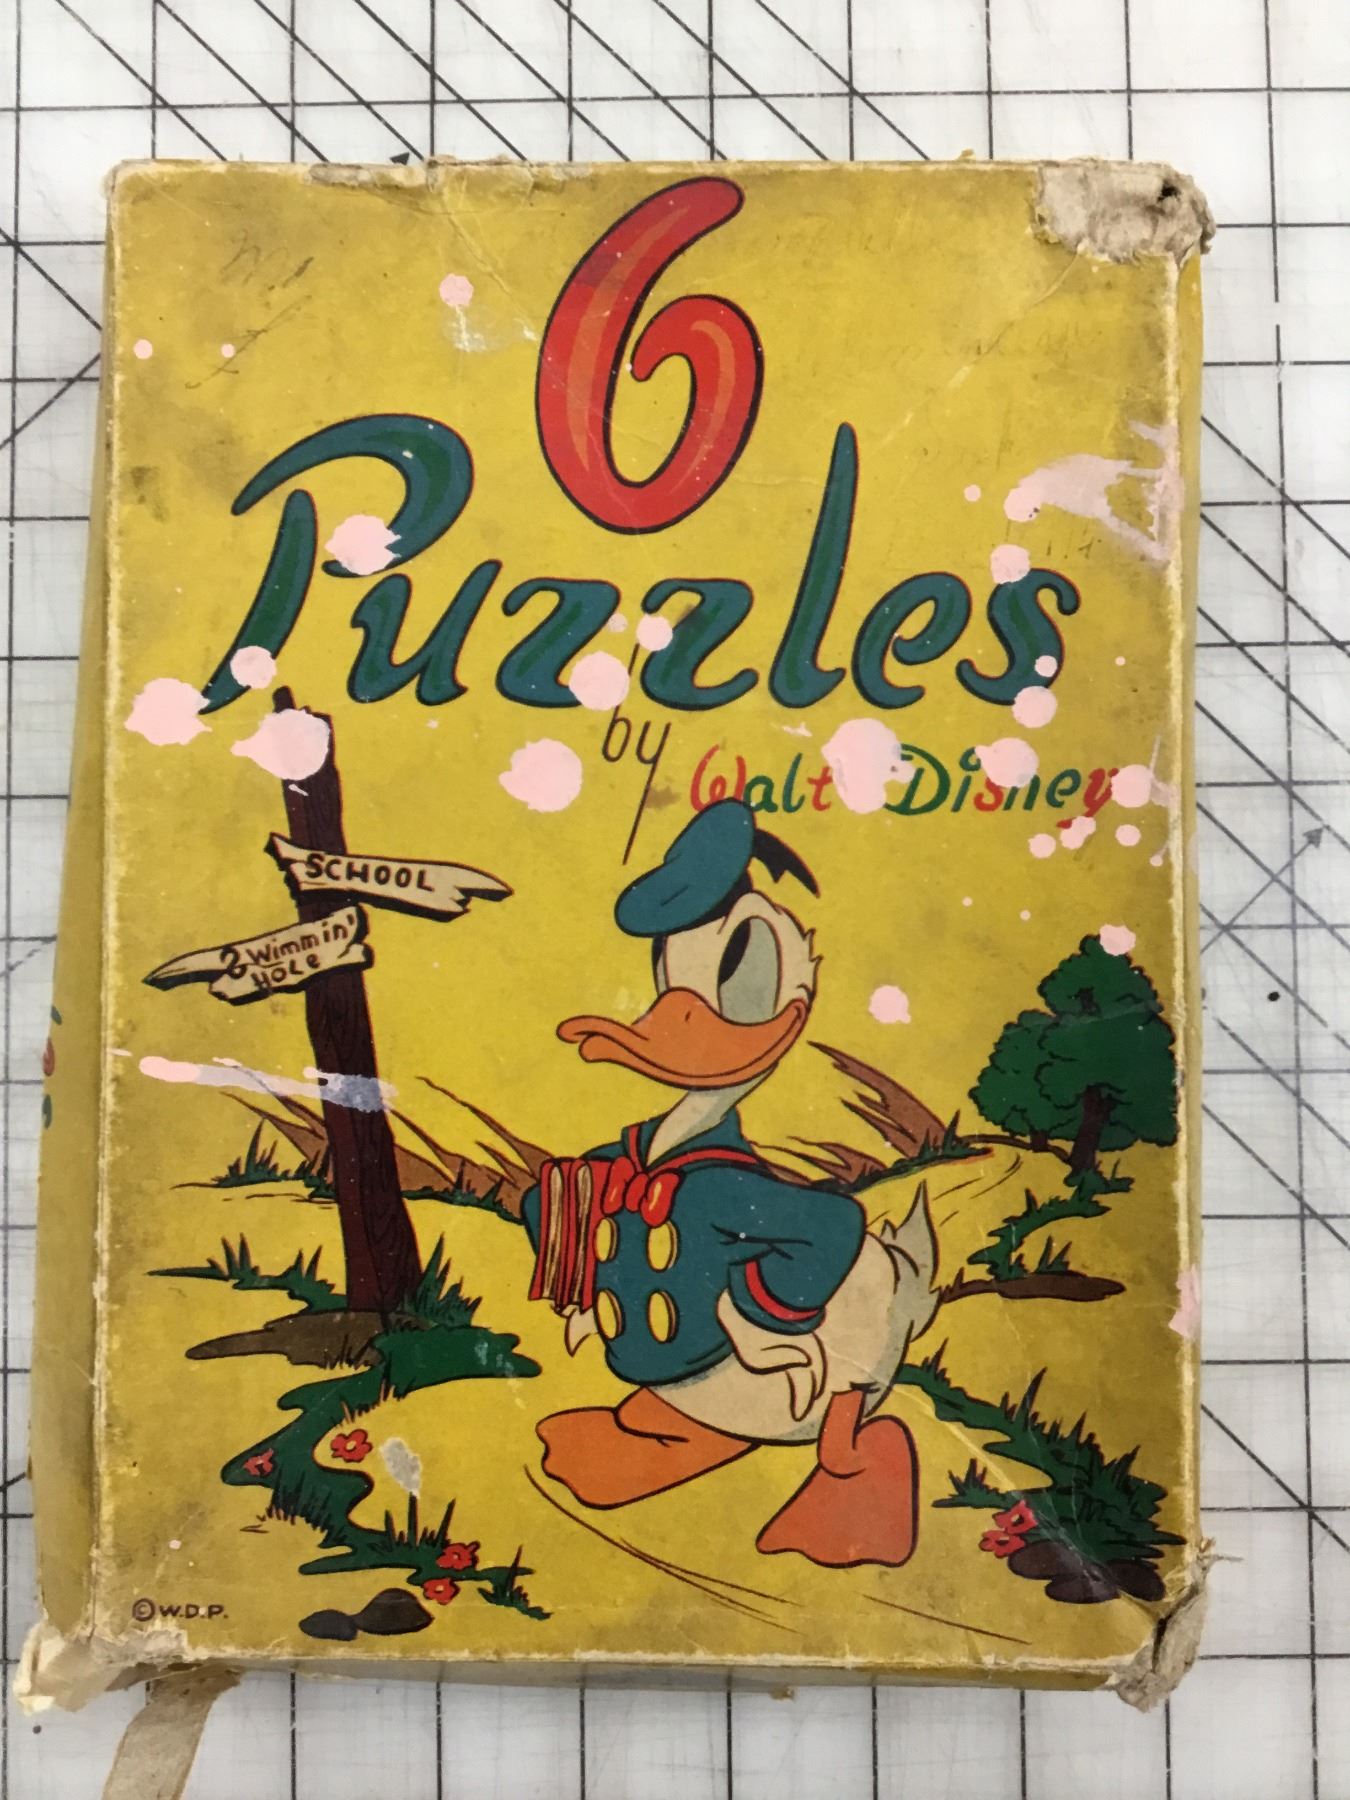 6
Puzzles
by
Walt Disney
SCHOOL
Swimmin'
HOLe
© W.D.P.